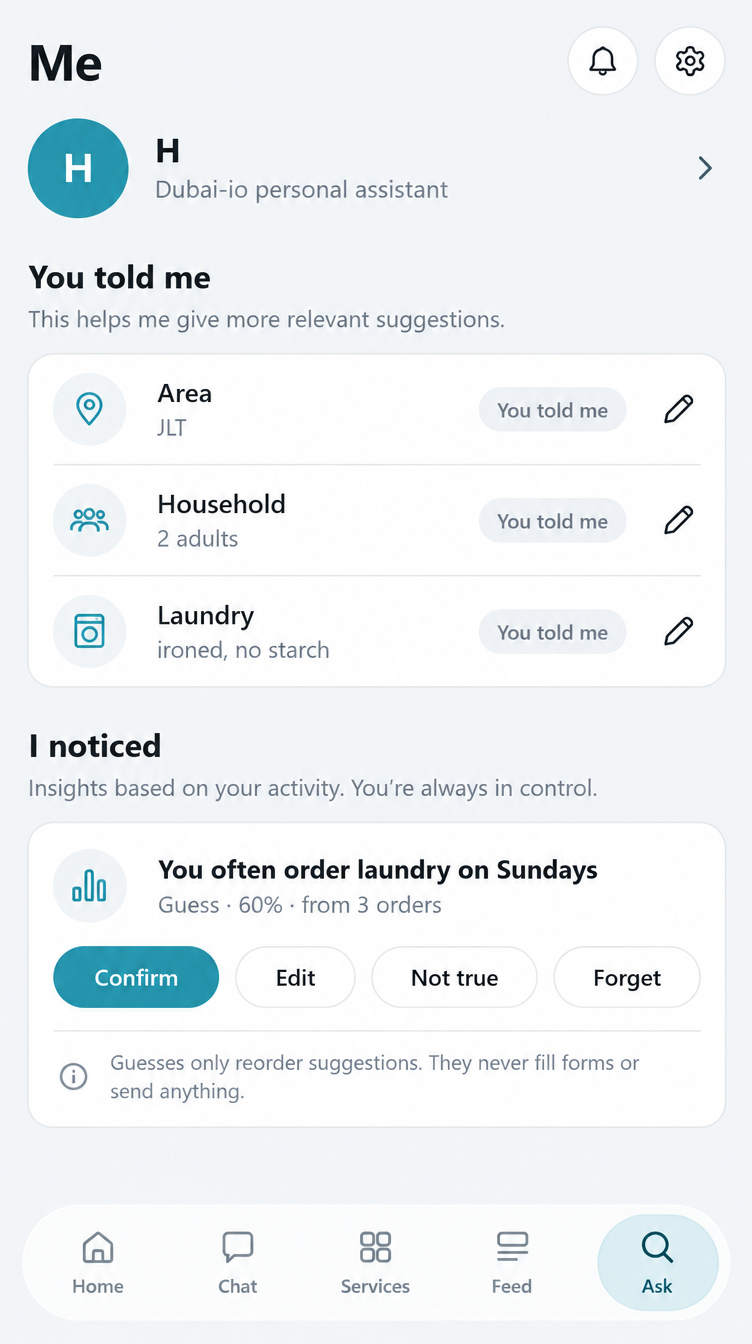 Me
H
H
Dubai-io personal assistant
You told me
This helps me give more relevant suggestions.
Area
JLT
You told me
Household
2 adults
You told me
Laundry
ironed, no starch
You told me
I noticed
Insights based on your activity. You’re always in control.
You often order laundry on Sundays
Guess · 60% · from 3 orders
Confirm
Edit
Not true
Forget
Guesses only reorder suggestions. They never fill forms or
send anything.
Home
Chat
Services
Feed
Ask